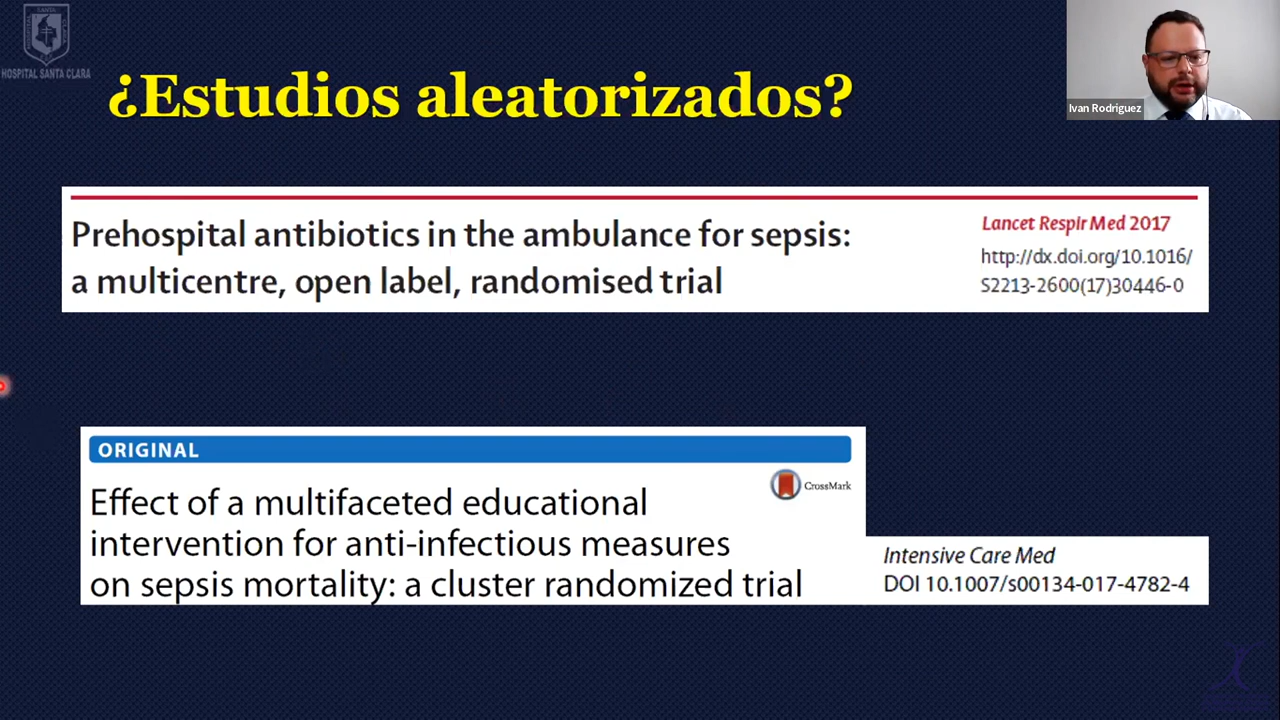 HOSPITAL SANTA CLARA
¿Estudios aleatorizados?
Ivan Rodriguez
Prehospital antibiotics in the ambulance for sepsis:
a multicentre, open label, randomised trial
Lancet Respir Med 2017
http://dx.doi.org/10.1016/
S2213-2600(17)30446-0
ORIGINAL
CrossMark
Effect of a multifaceted educational
intervention for anti-infectious measures
on sepsis mortality: a cluster randomized trial
Intensive Care Med
DOI 10.1007/s00134-017-4782-4